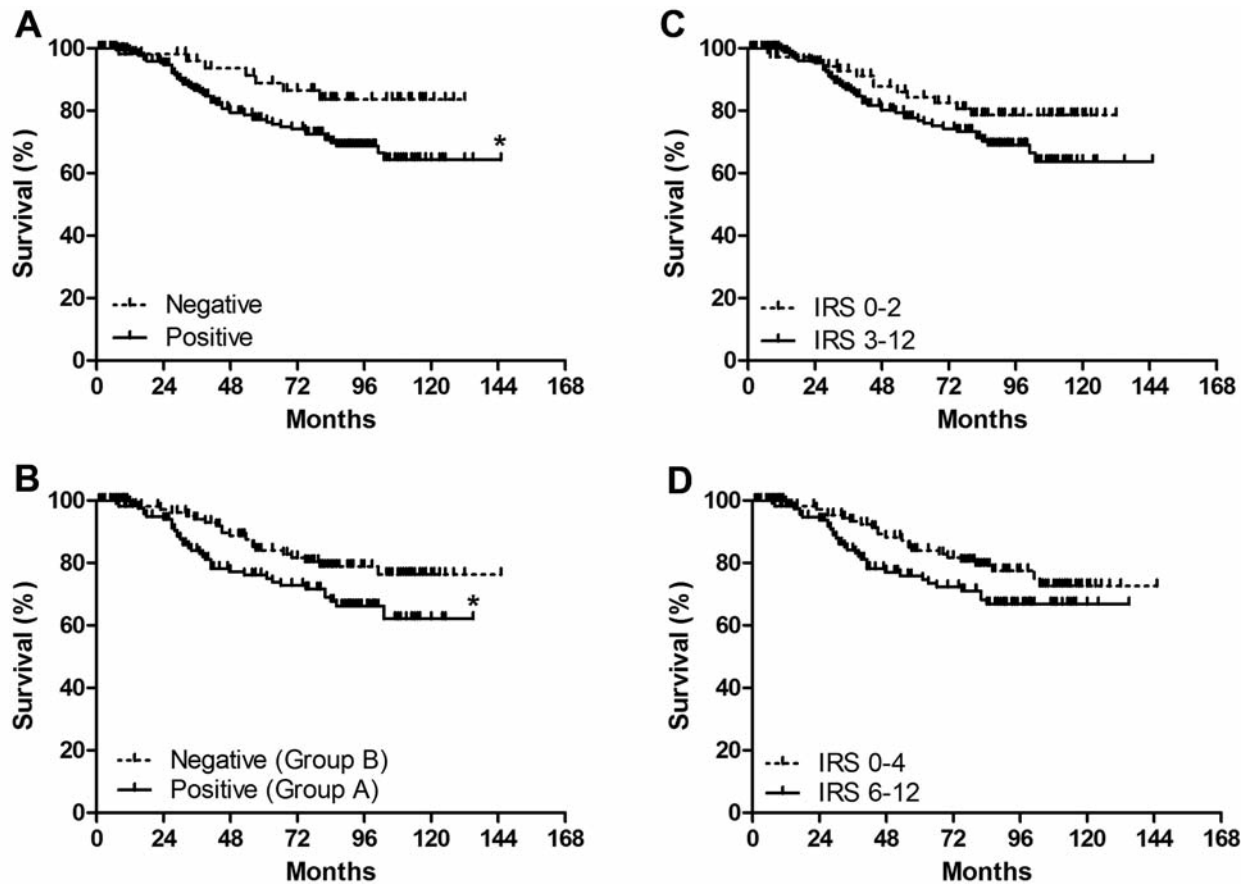 A
100
80
60
40
20
0
Survival (%)
*
Negative
Positive
0 24 48 72 96 120 144 168
Months
C
100
80
60
40
20
0
Survival (%)
IRS 0-2
IRS 3-12
0 24 48 72 96 120 144 168
Months
B
100
80
60
40
20
0
Survival (%)
*
Negative (Group B)
Positive (Group A)
0 24 48 72 96 120 144 168
Months
D
100
80
60
40
20
0
Survival (%)
IRS 0-4
IRS 6-12
0 24 48 72 96 120 144 168
Months